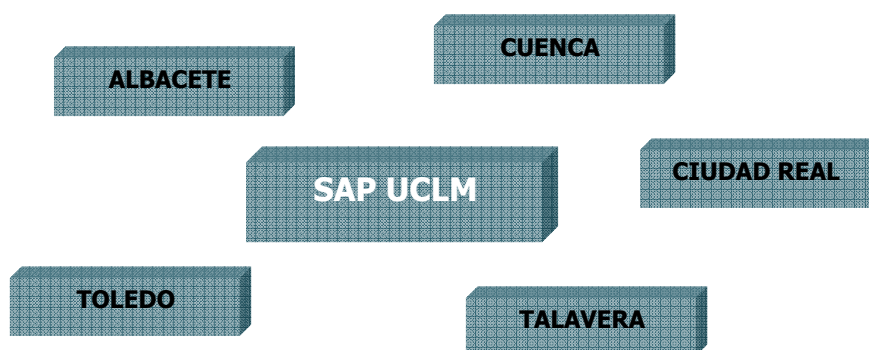 CUENCA
ALBACETE
CIUDAD REAL
SAP UCLM
TOLEDO
TALAVERA